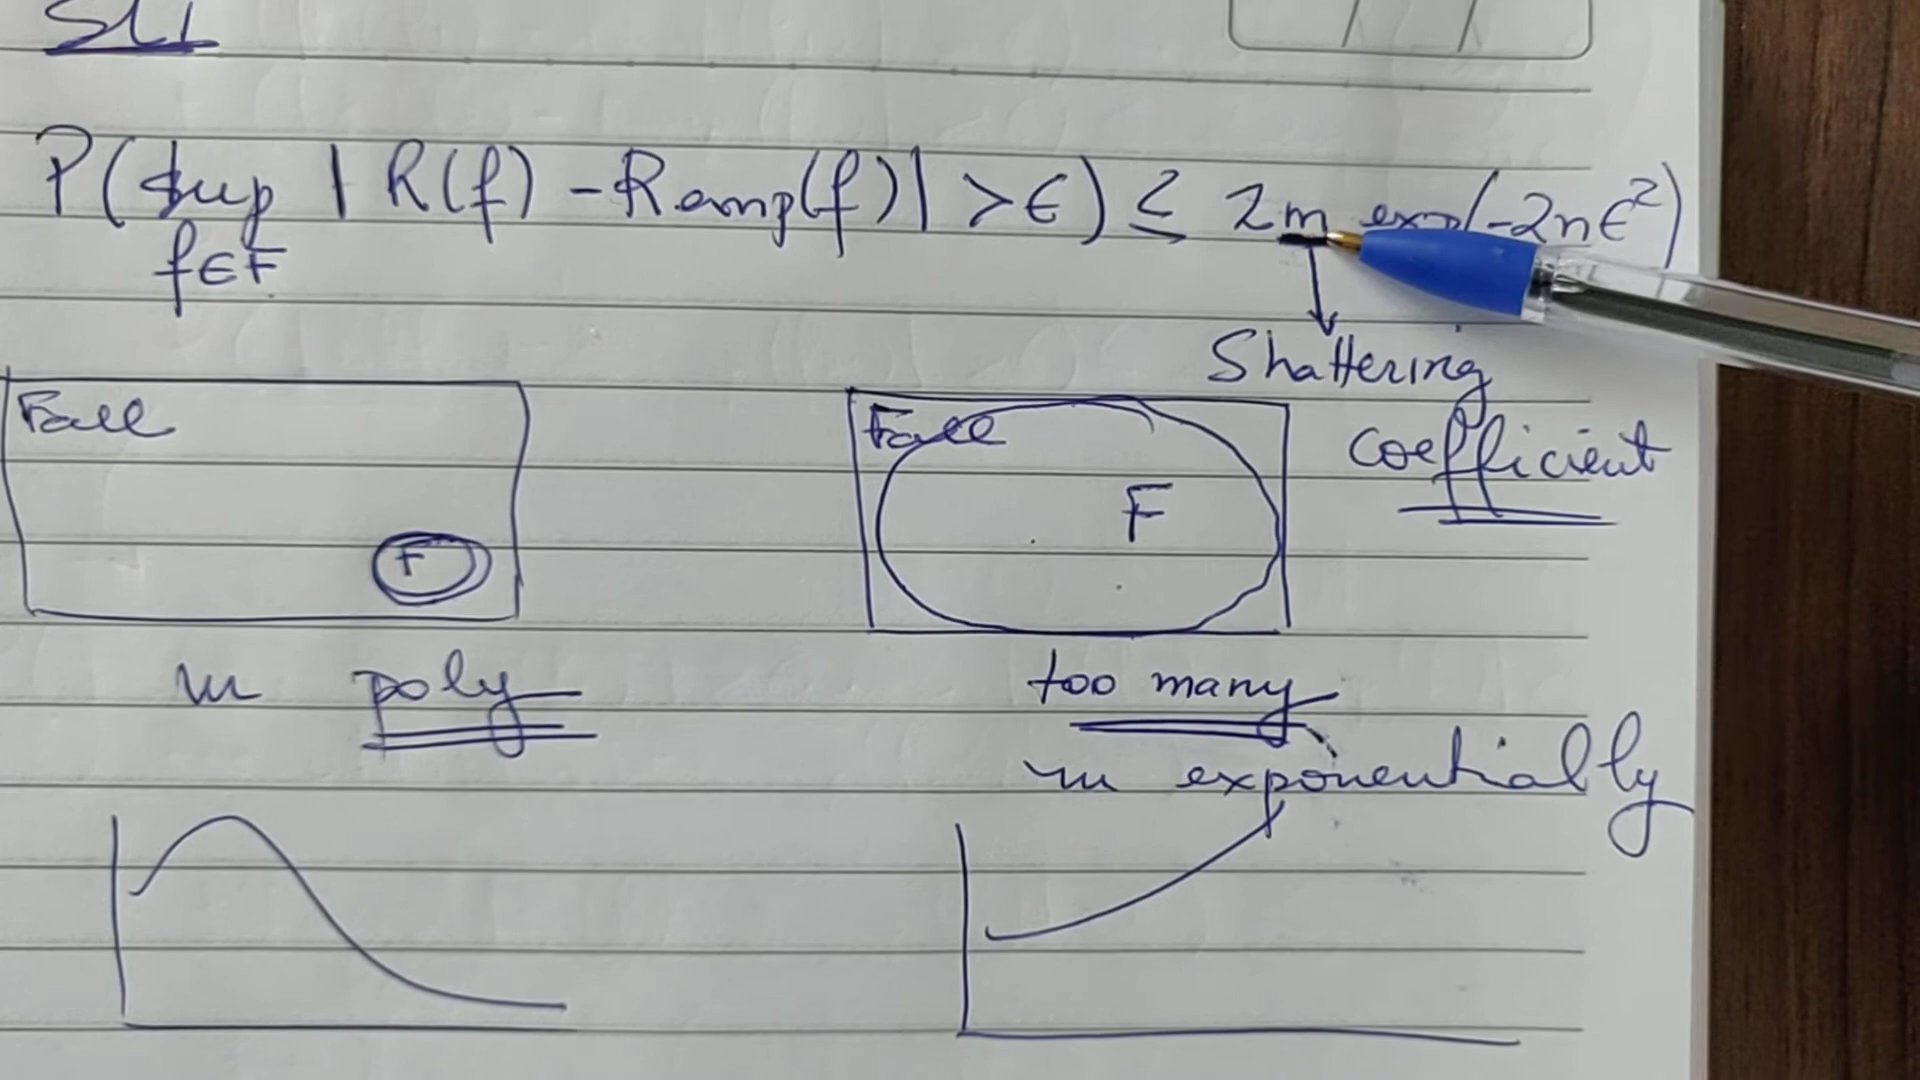 SLT
P(sup | R(f) - Remp(f)| > ϵ) ≤ 2m exp(-2nϵ²)
f∈F
Shattering
coefficient
Fall
F
Fall
F
m poly
too many
m exponentially